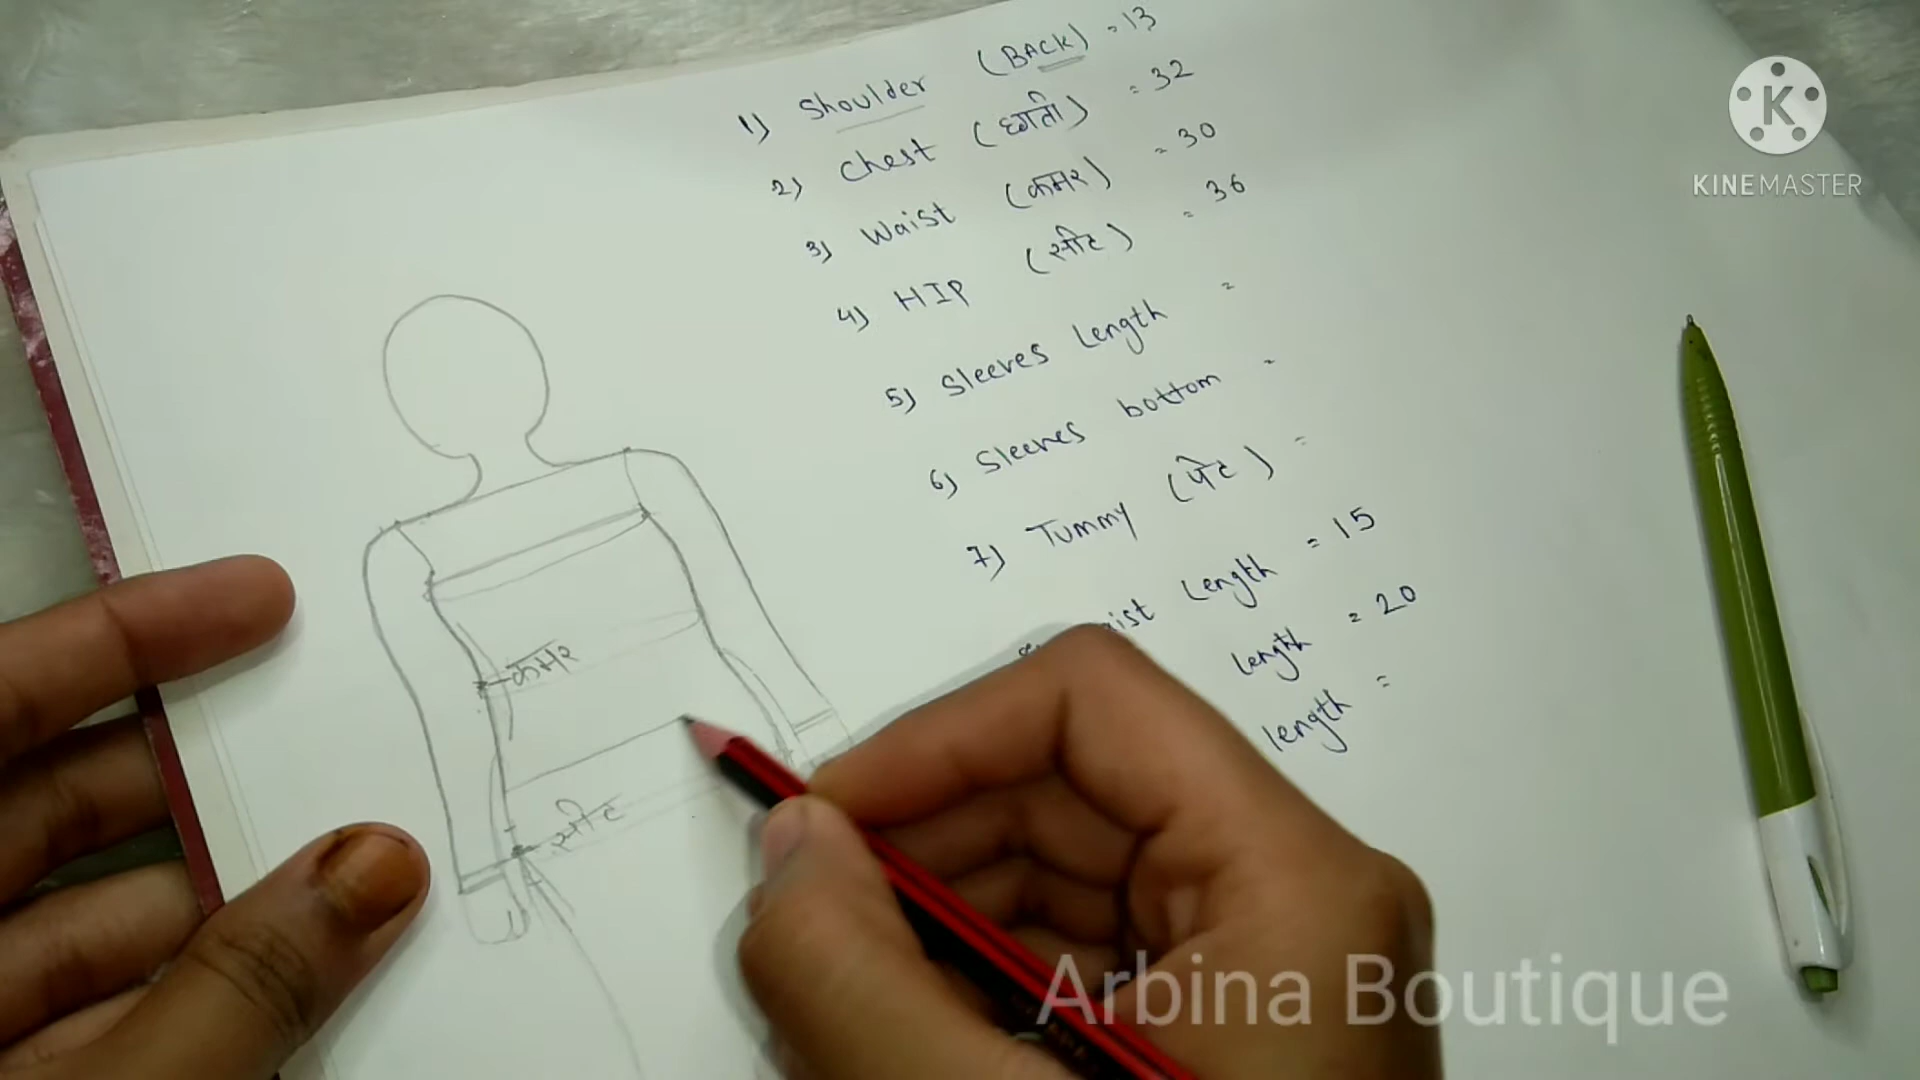 1) Shoulder (BACK) = 13
2) Chest (छाती) = 32
3) Waist (कमर) = 30
4) HIP (सीट) = 36
5) Sleeves Length =
6) Sleeves bottom =
7) Tummy (पेट) =
Length = 15
length = 20
length =
कमर
सीट
K
KINEMASTER
Arbina Boutique